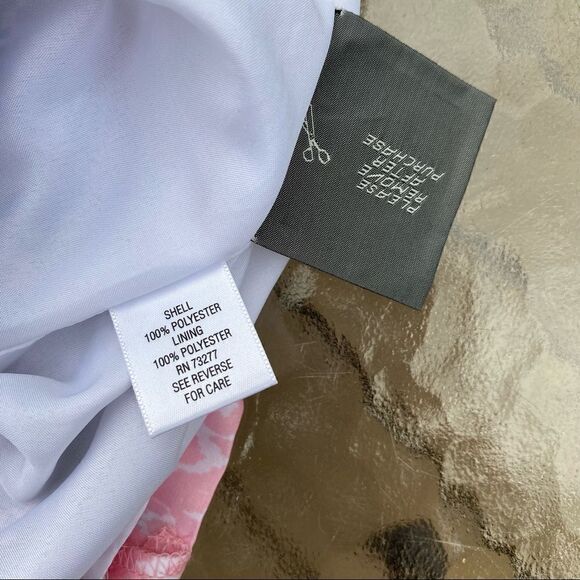 SHELL
100% POLYESTER
LINING
100% POLYESTER
RN 73277
SEE REVERSE
FOR CARE
PLEASE
REMOVE
AFTER
PURCHASE